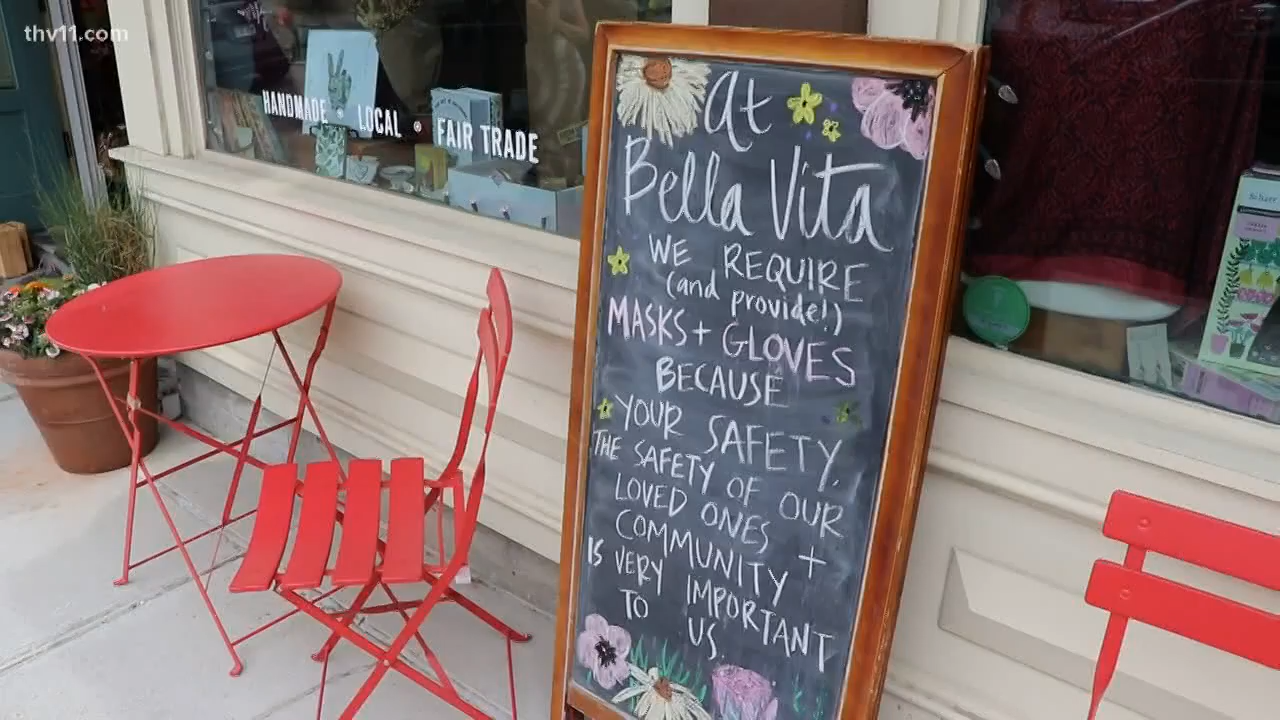 thv11.com
HANDMADE • LOCAL • FAIR TRADE
At
Bella Vita
WE REQUIRE
(and provide!)
MASKS + GLOVES
BECAUSE
YOUR SAFETY,
THE SAFETY OF OUR
LOVED ONES +
COMMUNITY
IS VERY IMPORTANT
TO US.